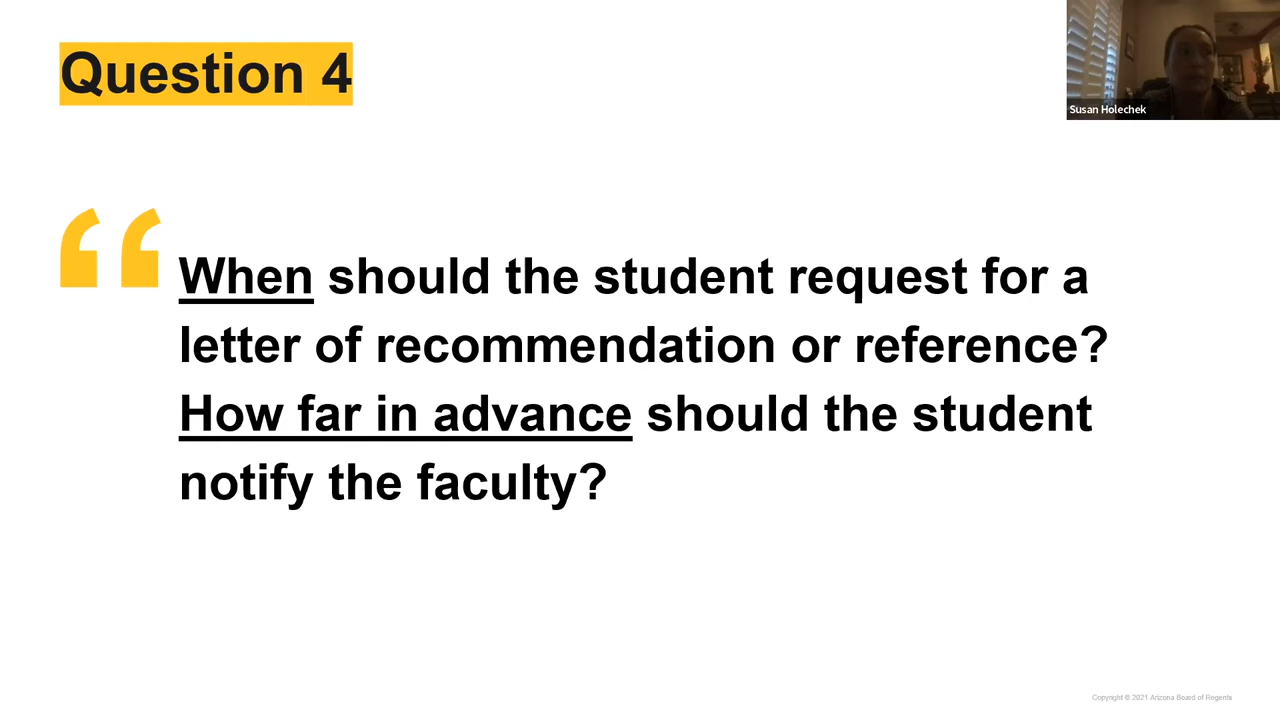 Question 4
Susan Holechek
“
When should the student request for a
letter of recommendation or reference?
How far in advance should the student
notify the faculty?
Copyright © 2021 Arizona Board of Regents